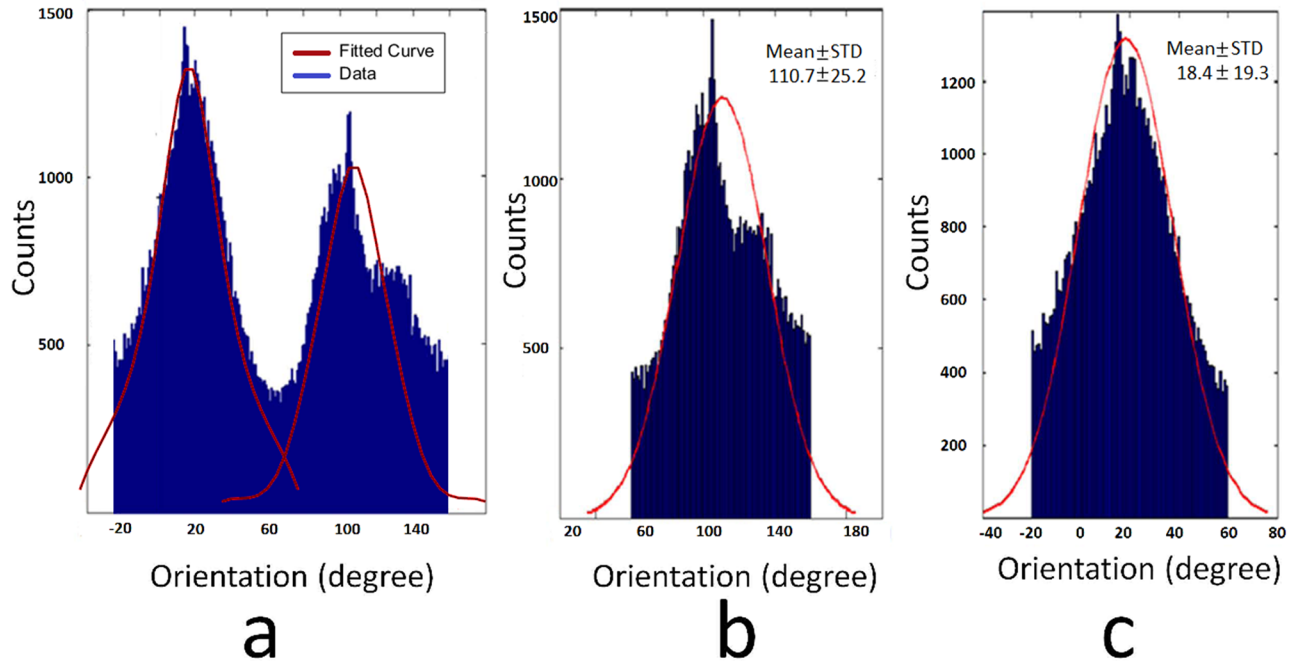 1500
1000
500
Counts
Fitted Curve
Data
-20 20 60 100 140
Orientation (degree)
a
1500
1000
500
Counts
Mean±STD
110.7±25.2
20 60 100 140 180
Orientation (degree)
b
1200
1000
800
600
400
200
Counts
Mean±STD
18.4±19.3
-40 -20 0 20 40 60 80
Orientation (degree)
c